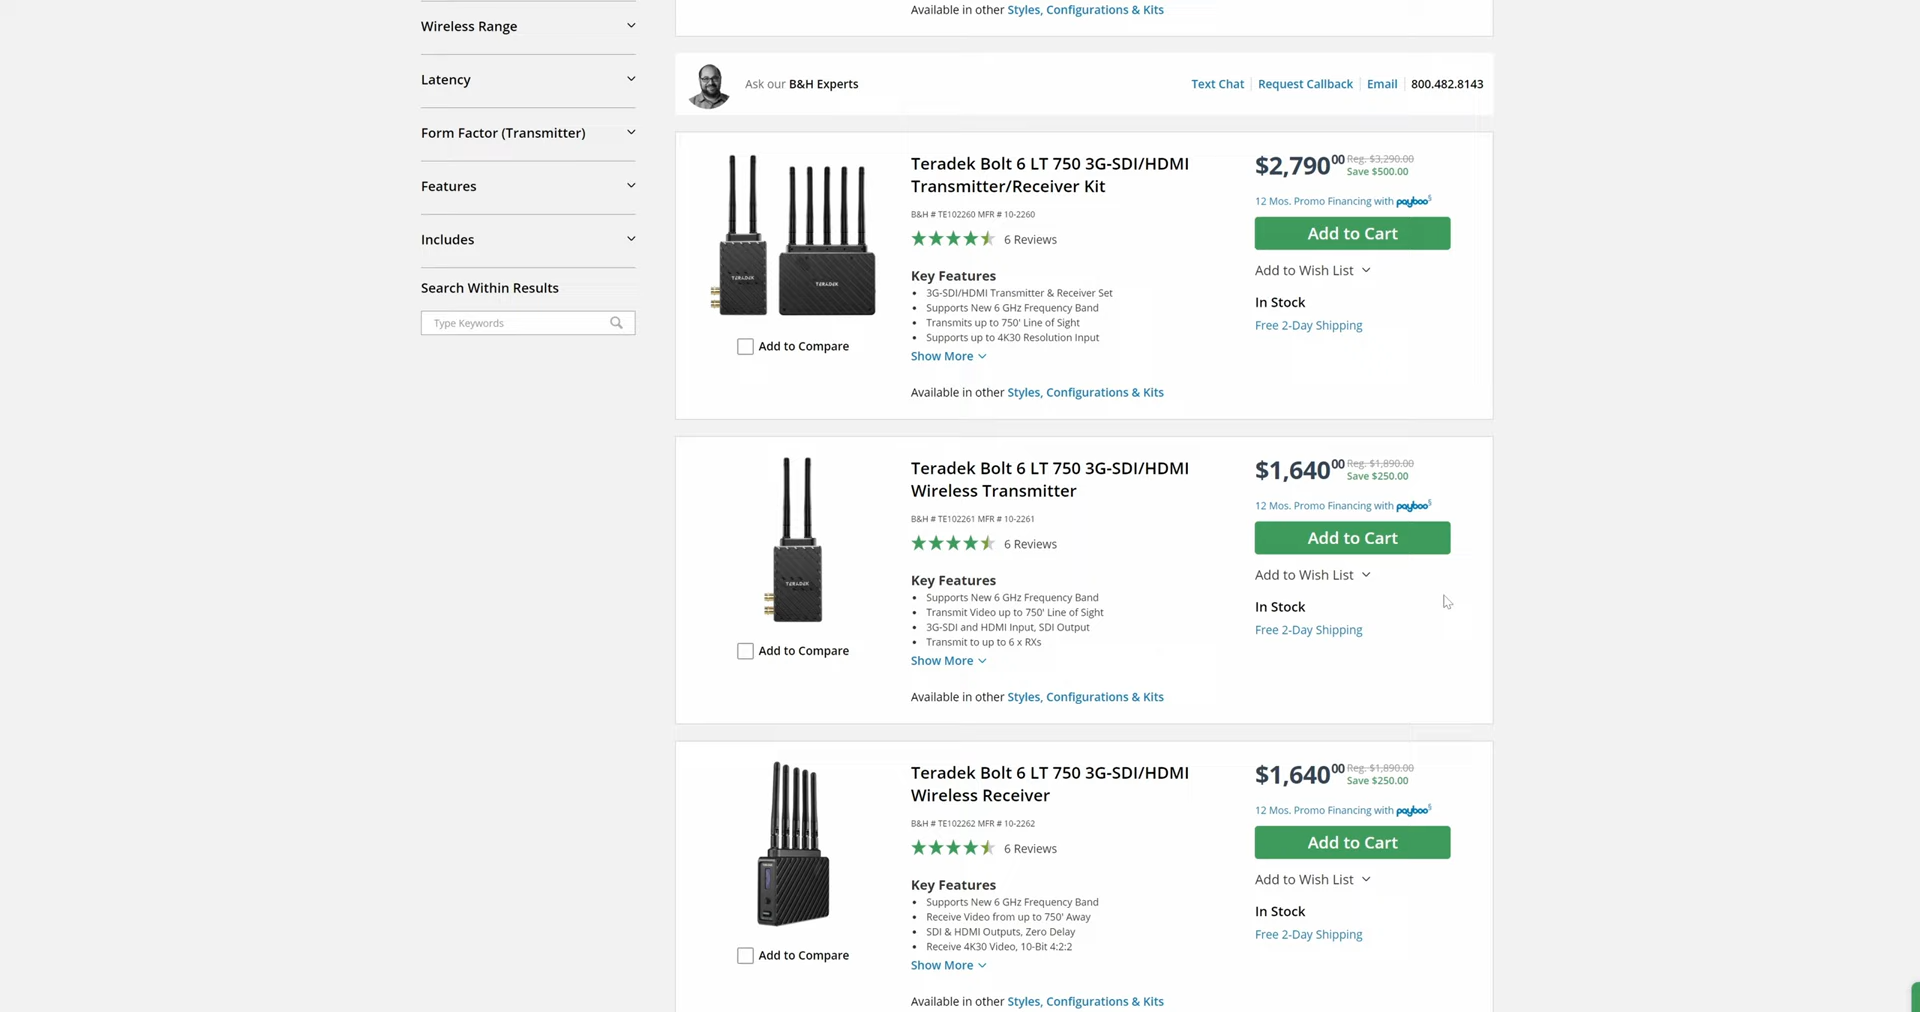 Wireless Range
Latency
Form Factor (Transmitter)
Features
Includes
Search Within Results
Type Keywords
Available in other Styles, Configurations & Kits
Ask our B&H Experts
Text Chat
Request Callback
Email
800.482.8143
TERADEK
TERADEK
Add to Compare
Teradek Bolt 6 LT 750 3G-SDI/HDMI
Transmitter/Receiver Kit
B&H # TE102260 MFR # 10-2260
6 Reviews
Key Features
• 3G-SDI/HDMI Transmitter & Receiver Set
• Supports New 6 GHz Frequency Band
• Transmits up to 750' Line of Sight
• Supports up to 4K30 Resolution Input
Show More
Available in other Styles, Configurations & Kits
$2,790.00 Reg. $3,290.00
Save $500.00
12 Mos. Promo Financing with payboo§
Add to Cart
Add to Wish List
In Stock
Free 2-Day Shipping
TERADEK
Add to Compare
Teradek Bolt 6 LT 750 3G-SDI/HDMI
Wireless Transmitter
B&H # TE102261 MFR # 10-2261
6 Reviews
Key Features
• Supports New 6 GHz Frequency Band
• Transmit Video up to 750' Line of Sight
• 3G-SDI and HDMI Input, SDI Output
• Transmit to up to 6 x RXs
Show More
Available in other Styles, Configurations & Kits
$1,640.00 Reg. $1,890.00
Save $250.00
12 Mos. Promo Financing with payboo§
Add to Cart
Add to Wish List
In Stock
Free 2-Day Shipping
Add to Compare
Teradek Bolt 6 LT 750 3G-SDI/HDMI
Wireless Receiver
B&H # TE102262 MFR # 10-2262
6 Reviews
Key Features
• Supports New 6 GHz Frequency Band
• Receive Video from up to 750' Away
• SDI & HDMI Outputs, Zero Delay
• Receive 4K30 Video, 10-Bit 4:2:2
Show More
Available in other Styles, Configurations & Kits
$1,640.00 Reg. $1,890.00
Save $250.00
12 Mos. Promo Financing with payboo§
Add to Cart
Add to Wish List
In Stock
Free 2-Day Shipping